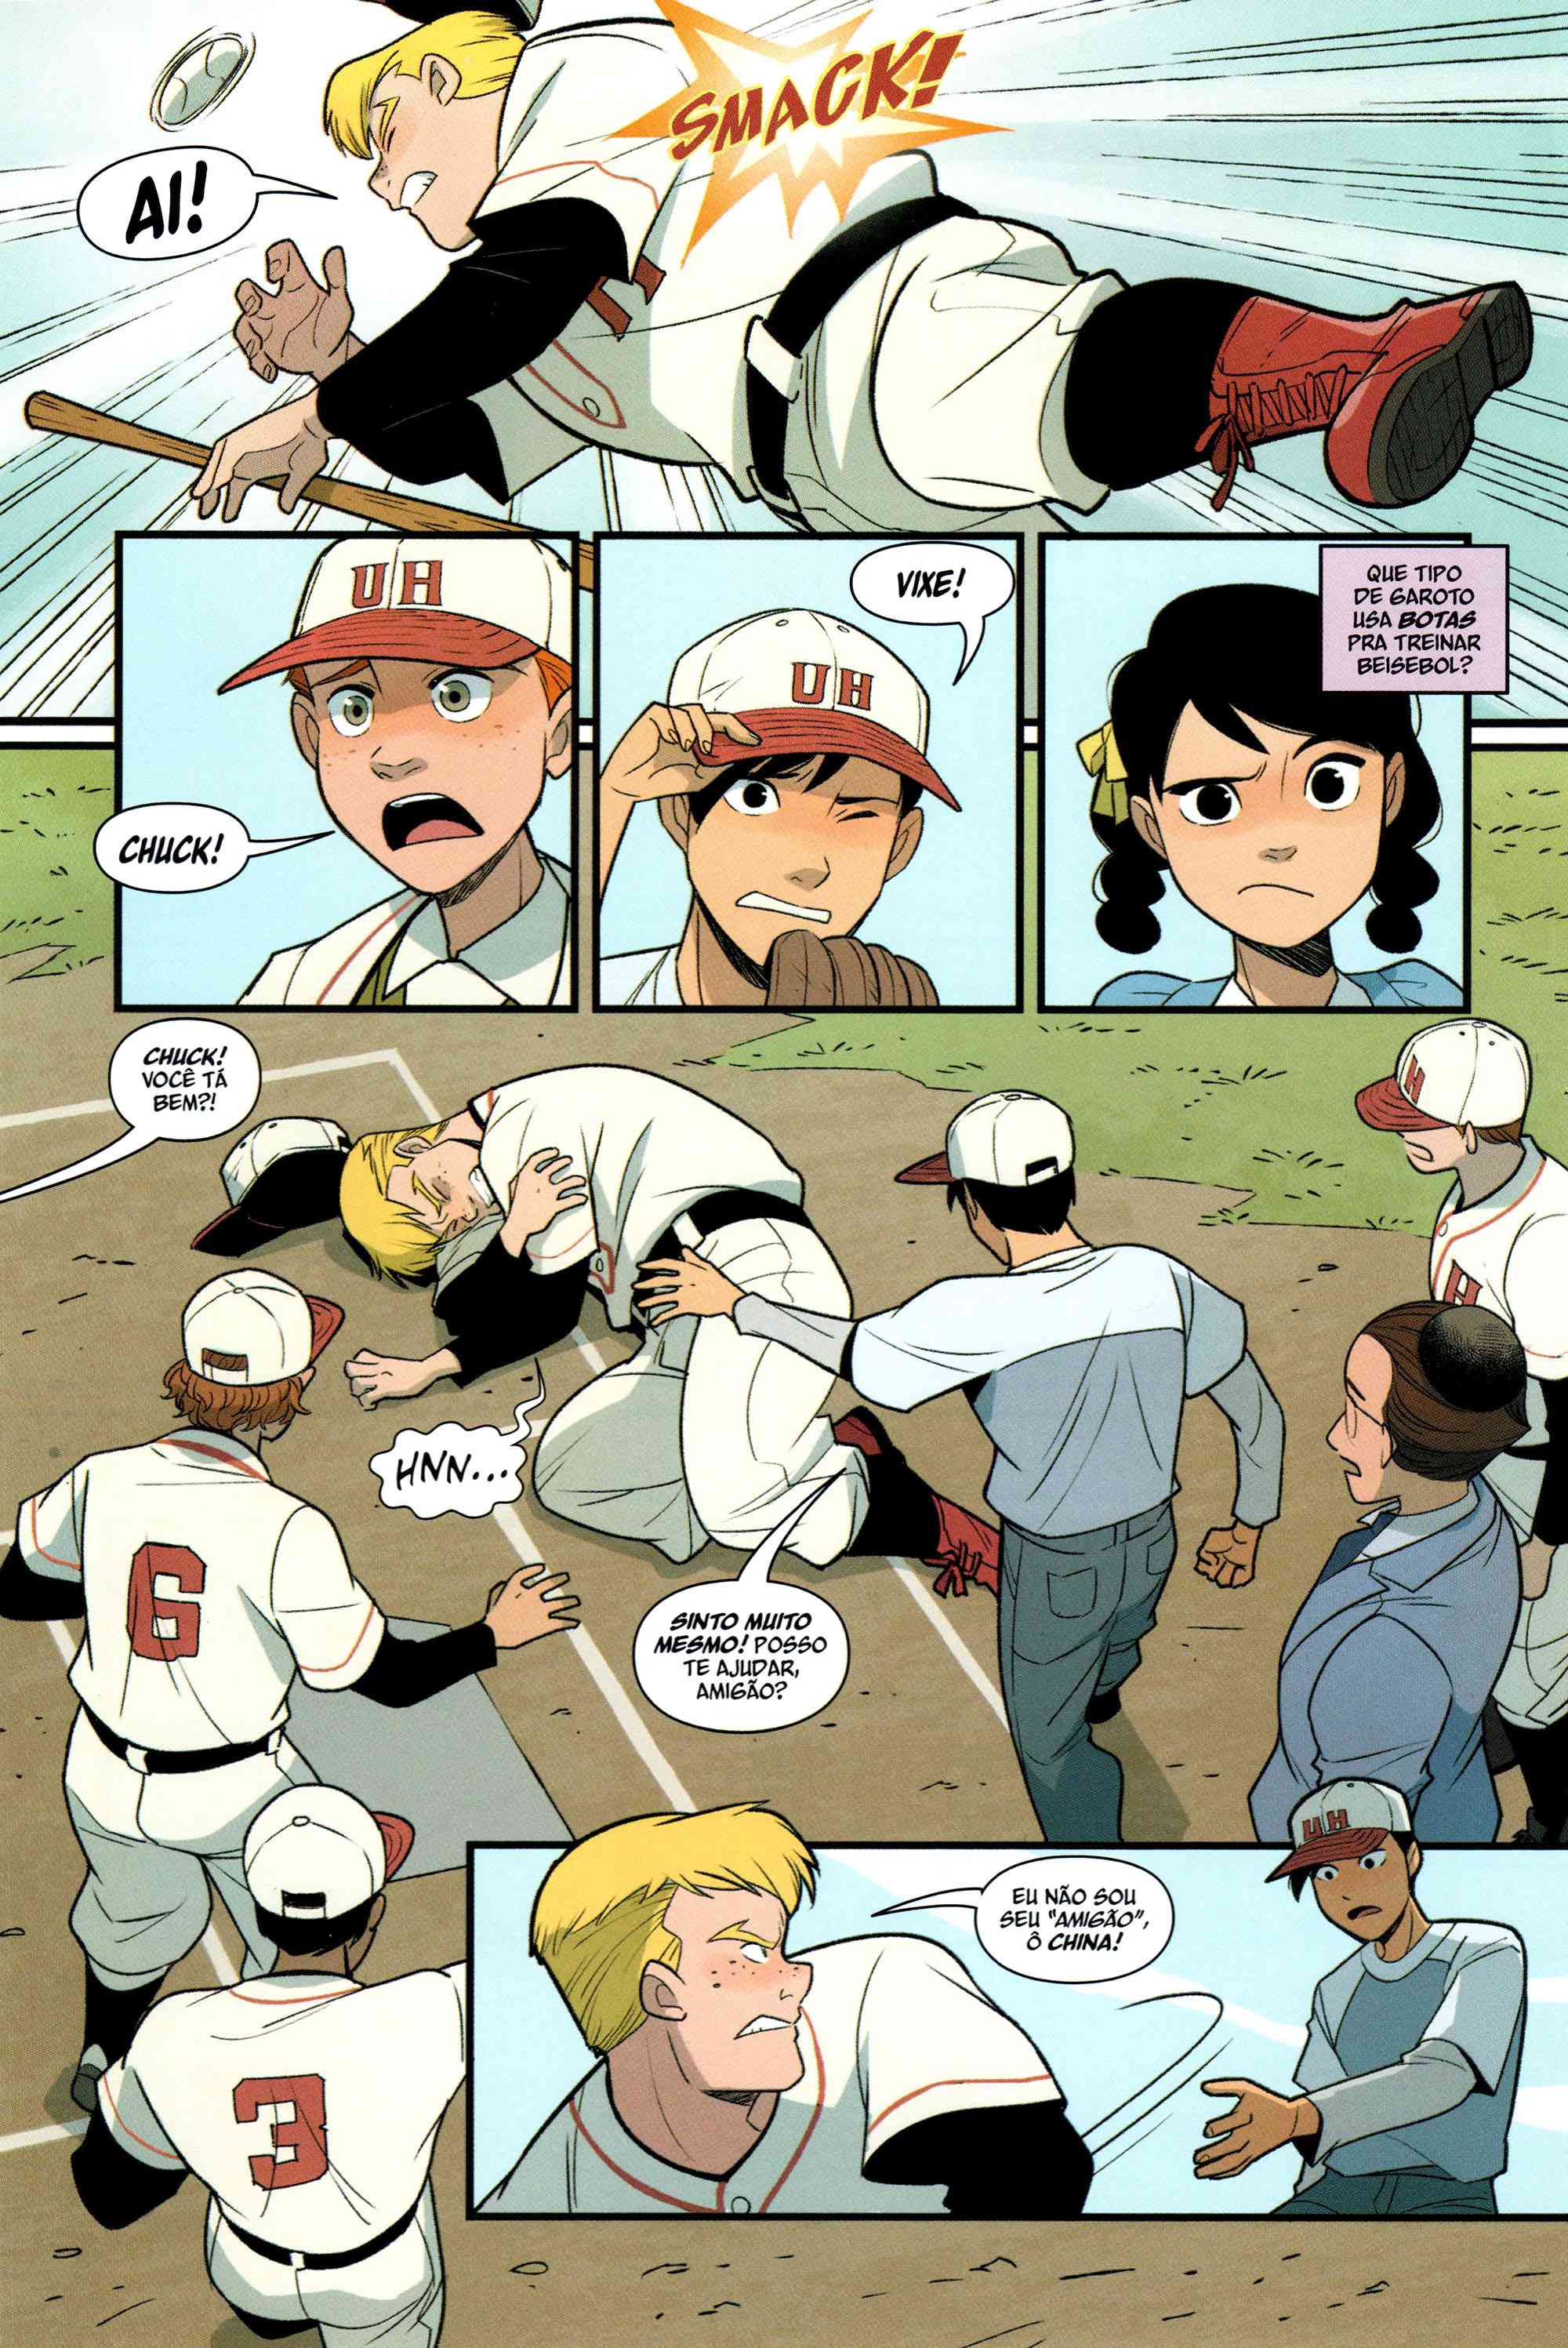 SMACK!
AI!
UH
CHUCK!
VIXE!
UH
QUE TIPO
DE GAROTO
USA BOTAS
PRA TREINAR
BEISEBOL?
CHUCK!
VOCÊ TÁ
BEM?!
H
H
HNN...
6
SINTO MUITO
MESMO! POSSO
TE AJUDAR,
AMIGÃO?
3
EU NÃO SOU
SEU "AMIGÃO",
Ô CHINA!
UH